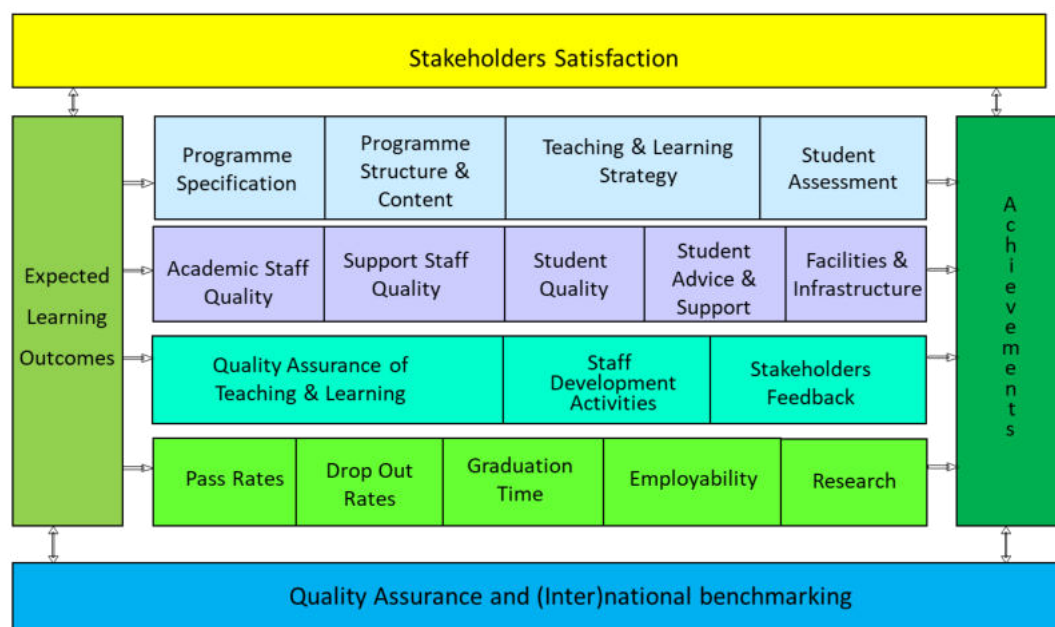 Stakeholders Satisfaction
Expected
Learning
Outcomes
Programme
Specification
Programme
Structure &
Content
Teaching & Learning
Strategy
Student
Assessment
Academic Staff
Quality
Support Staff
Quality
Student
Quality
Student
Advice &
Support
Facilities &
Infrastructure
Quality Assurance of
Teaching & Learning
Staff
Development
Activities
Stakeholders
Feedback
Pass Rates
Drop Out
Rates
Graduation
Time
Employability
Research
Achievements
Quality Assurance and (Inter)national benchmarking